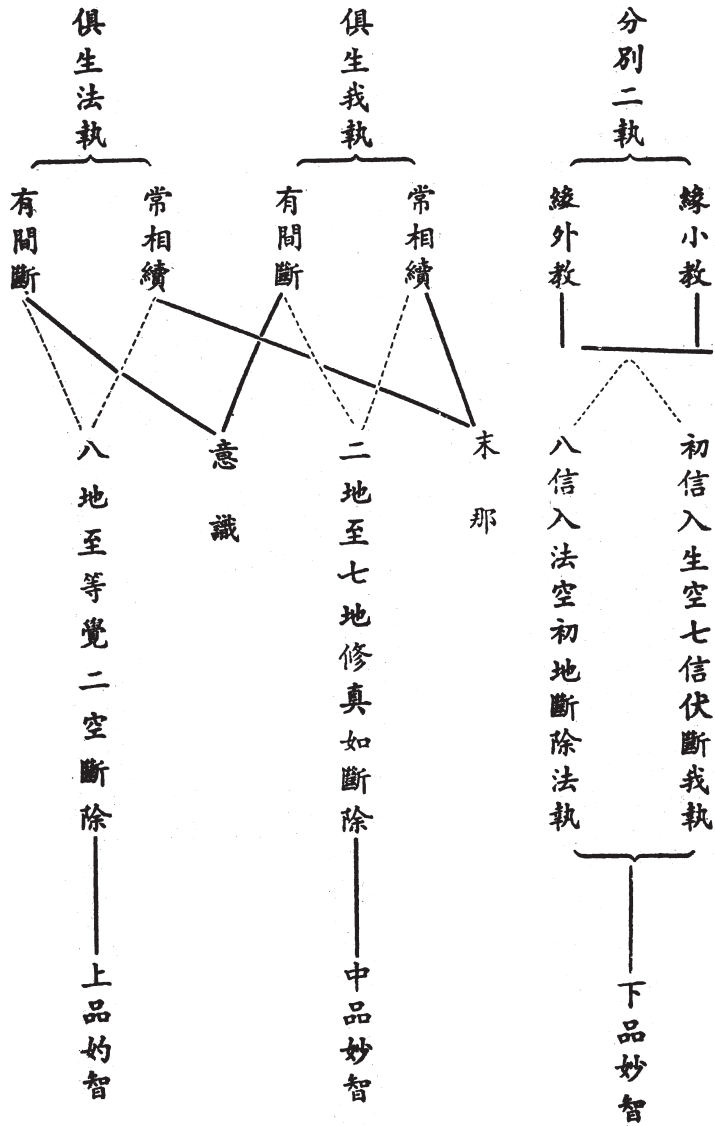 分別二執
緣小教
緣外教
初信入生空七信伏斷我執
八信入法空初地斷除法執
下品妙智
俱生我執
常相續
有間斷
末那
二地至七地修真如斷除
中品妙智
俱生法執
常相續
有間斷
意識
八地至等覺二空斷除
上品妁智